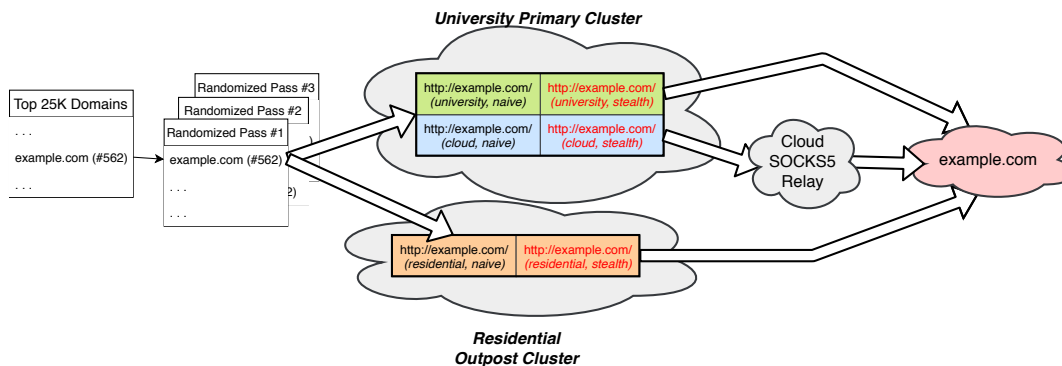 University Primary Cluster
Top 25K Domains
. . .
example.com (#562)
. . .
Randomized Pass #3
Randomized Pass #2
Randomized Pass #1
example.com (#562)
. . .
. . .
2)
http://example.com/
(university, naive)
http://example.com/
(university, stealth)
http://example.com/
(cloud, naive)
http://example.com/
(cloud, stealth)
Cloud
SOCKS5
Relay
example.com
http://example.com/
(residential, naive)
http://example.com/
(residential, stealth)
Residential
Outpost Cluster